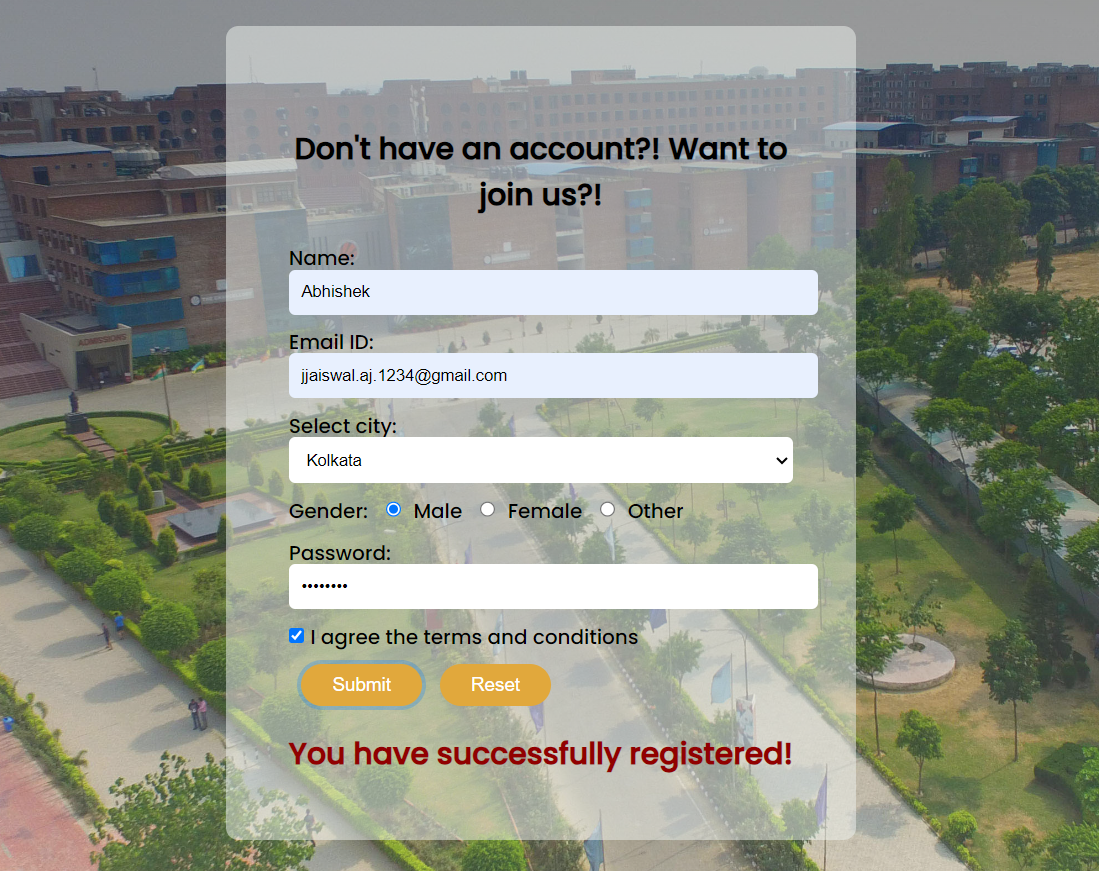 Don't have an account?! Want to
join us?!
Name:
Abhishek
Email ID:
jjaiswal.aj.1234@gmail.com
Select city:
Kolkata
Gender: Male Female Other
Password:
••••••••
I agree the terms and conditions
Submit Reset
You have successfully registered!
ADMISSIONS